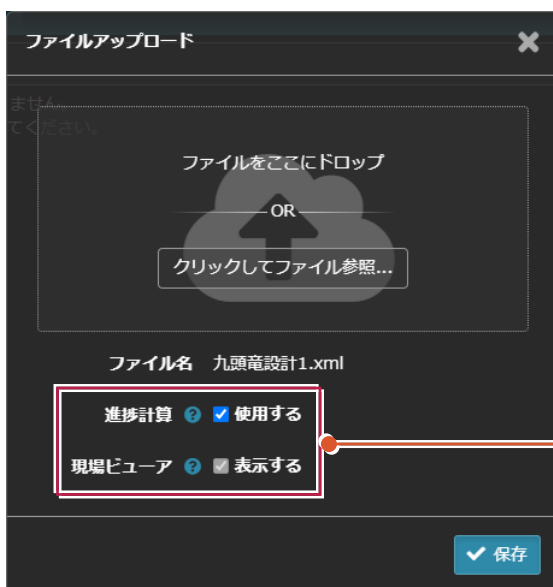 ファイルアップロード
ません。
てください。
ファイルをここにドロップ
OR
クリックしてファイル参照...
ファイル名 九頭竜設計1.xml
進捗計算 ? 使用する
現場ビューア ? 表示する
保存